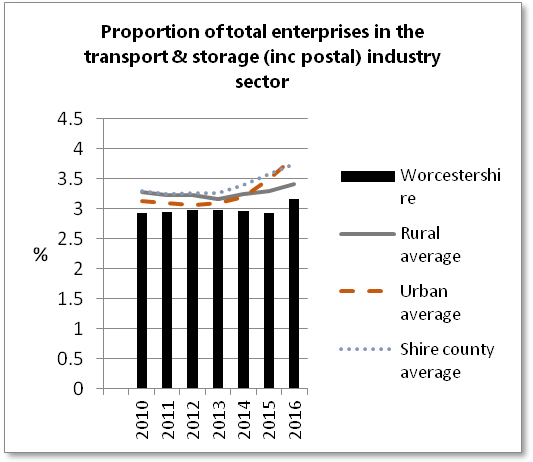 Proportion of total enterprises in the
transport & storage (inc postal) industry
sector
4.5
4
3.5
3
2.5
2
1.5
1
0.5
0
%
2010
2011
2012
2013
2014
2015
2016
Worcestershi
re
Rural
average
Urban
average
Shire county
average